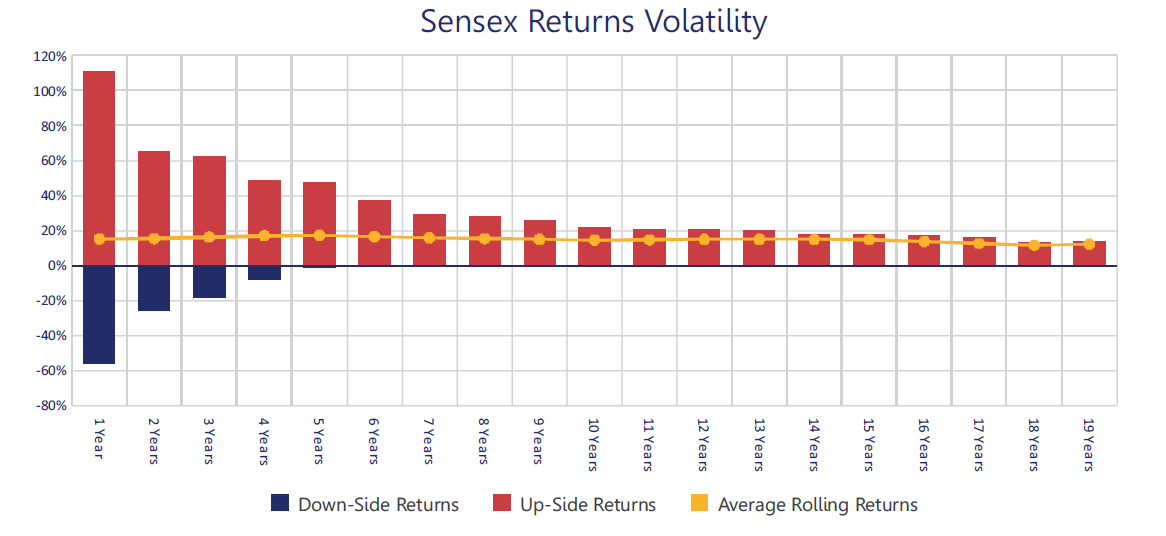 Sensex Returns Volatility
120%
100%
80%
60%
40%
20%
0%
-20%
-40%
-60%
-80%
1 Year
2 Years
3 Years
4 Years
5 Years
6 Years
7 Years
8 Years
9 Years
10 Years
11 Years
12 Years
13 Years
14 Years
15 Years
16 Years
17 Years
18 Years
19 Years
Down-Side Returns
Up-Side Returns
Average Rolling Returns